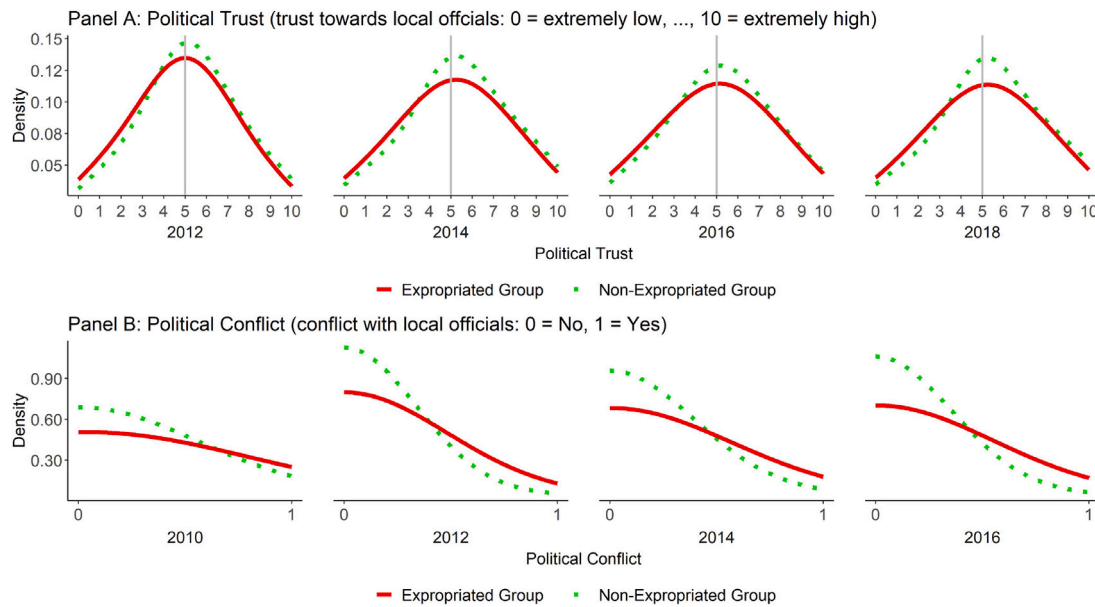 Panel A: Political Trust (trust towards local offcials: 0 = extremely low, ..., 10 = extremely high)
0.15
0.12
0.10
0.08
0.05
Density
0 1 2 3 4 5 6 7 8 9 10
0 1 2 3 4 5 6 7 8 9 10
0 1 2 3 4 5 6 7 8 9 10
0 1 2 3 4 5 6 7 8 9 10
2012
2014
2016
2018
Political Trust
Expropriated Group Non-Expropriated Group
Panel B: Political Conflict (conflict with local officials: 0 = No, 1 = Yes)
0.90
0.60
0.30
Density
0 1
0 1
0 1
0 1
2010
2012
2014
2016
Political Conflict
Expropriated Group Non-Expropriated Group